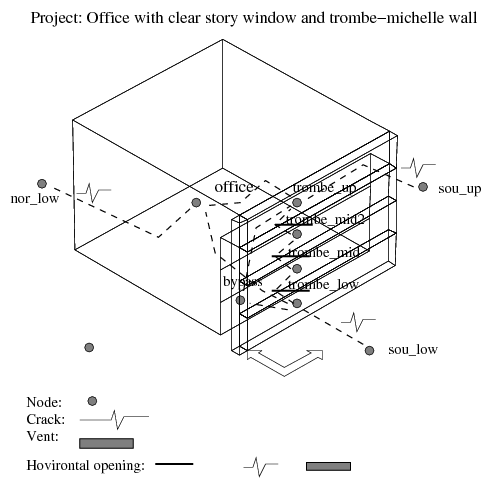 Project: Office with clear story window and trombe-michelle wall
office
trombe_up
sou_up
nor_low
trombe_mid2
trombe_mid
bypass
trombe_low
sou_low
Node:
Crack:
Vent:
Hovirontal opening: